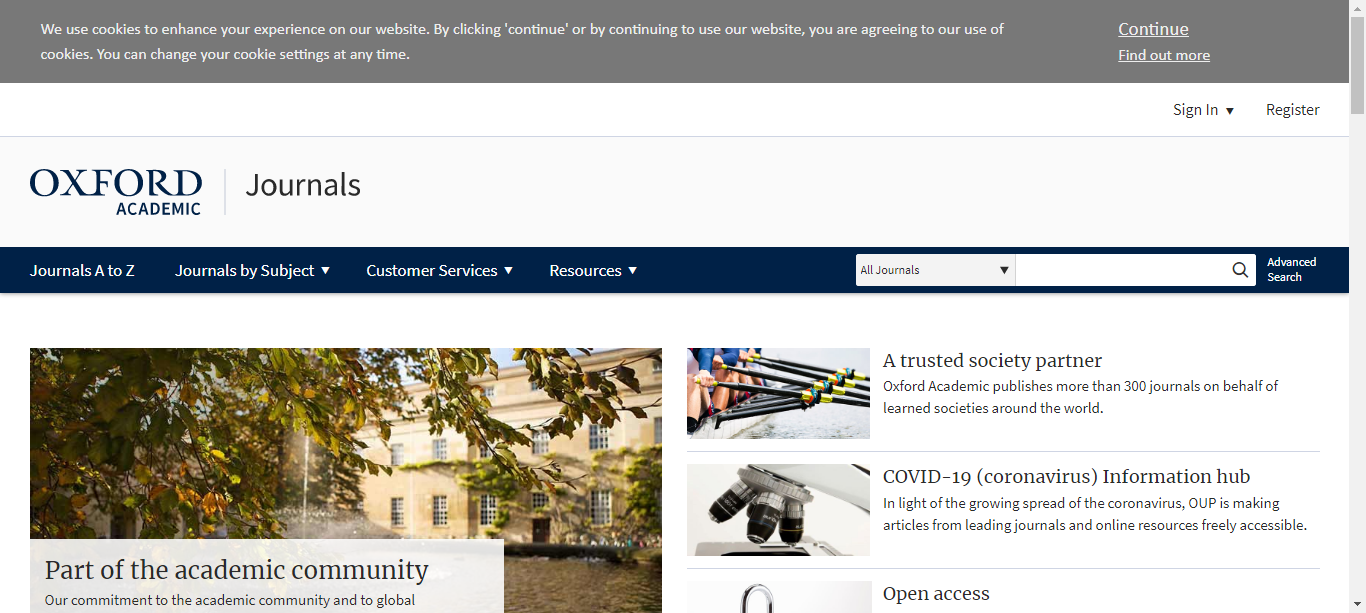 We use cookies to enhance your experience on our website. By clicking 'continue' or by continuing to use our website, you are agreeing to our use of
cookies. You can change your cookie settings at any time.
Continue
Find out more
Sign In ▼
Register
OXFORD
ACADEMIC
Journals
Journals A to Z
Journals by Subject ▼
Customer Services ▼
Resources ▼
All Journals
Advanced
Search
Part of the academic community
Our commitment to the academic community and to global
A trusted society partner
Oxford Academic publishes more than 300 journals on behalf of
learned societies around the world.
COVID-19 (coronavirus) Information hub
In light of the growing spread of the coronavirus, OUP is making
articles from leading journals and online resources freely accessible.
Open access